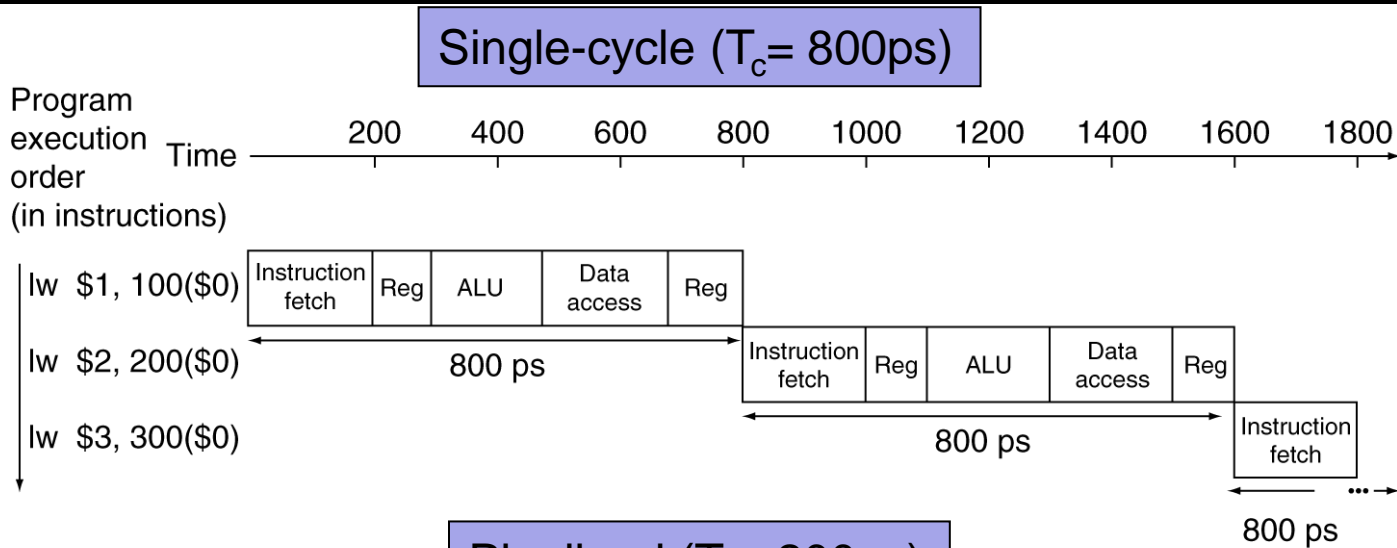 Single-cycle (Tc= 800ps)
Program
execution
order
(in instructions)
Time
200 400 600 800 1000 1200 1400 1600 1800
lw $1, 100($0)
Instruction
fetch
Reg
ALU
Data
access
Reg
800 ps
lw $2, 200($0)
Instruction
fetch
Reg
ALU
Data
access
Reg
800 ps
lw $3, 300($0)
Instruction
fetch
...
800 ps